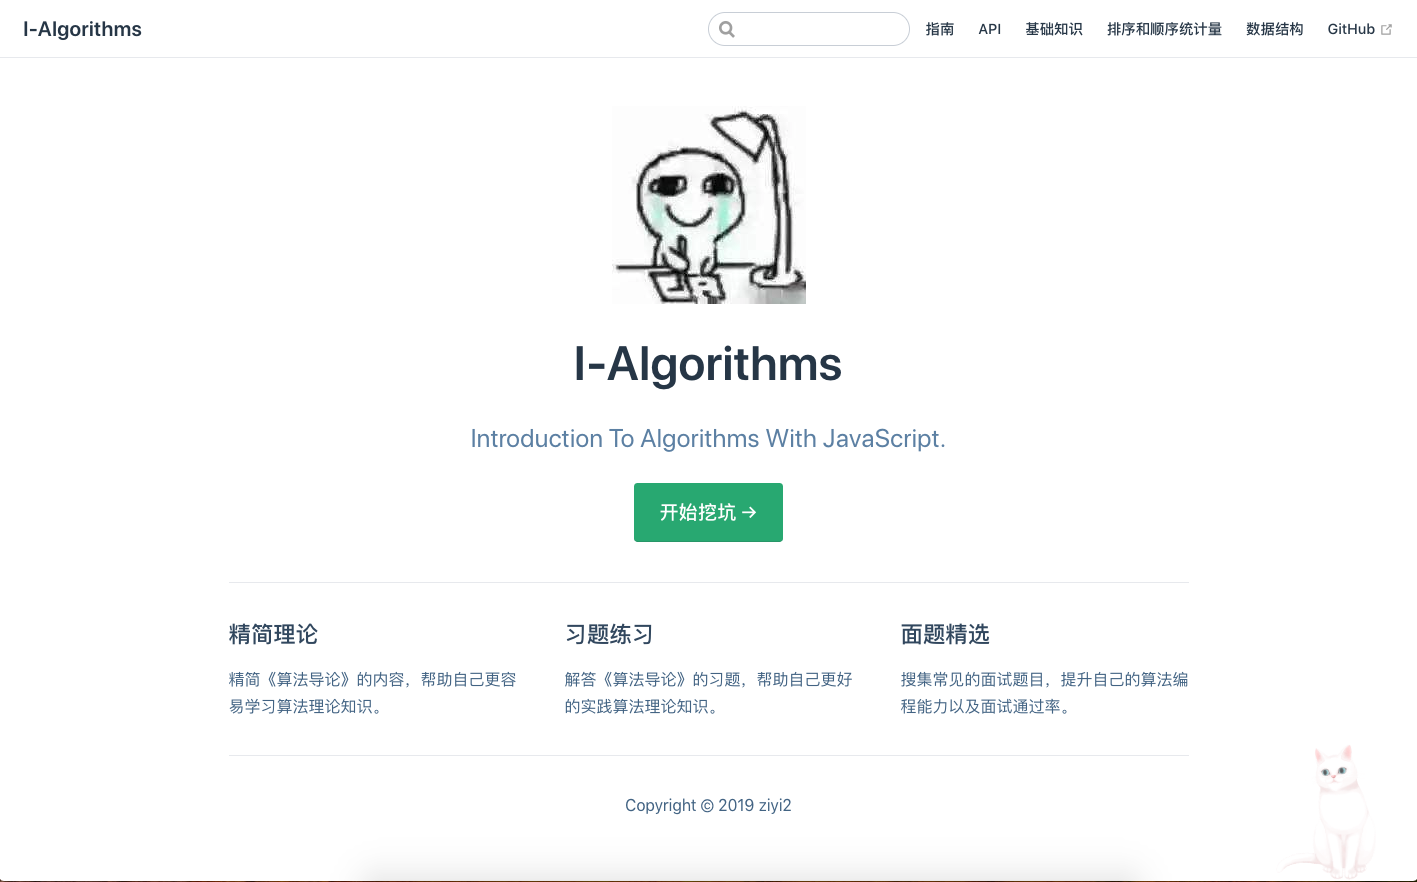 I-Algorithms
指南 API 基础知识 排序和顺序统计量 数据结构 GitHub
I-Algorithms
Introduction To Algorithms With JavaScript.
开始挖坑 →
精简理论
精简《算法导论》的内容，帮助自己更容
易学习算法理论知识。
习题练习
解答《算法导论》的习题，帮助自己更好
的实践算法理论知识。
面题精选
搜集常见的面试题目，提升自己的算法编
程能力以及面试通过率。
Copyright © 2019 ziyi2